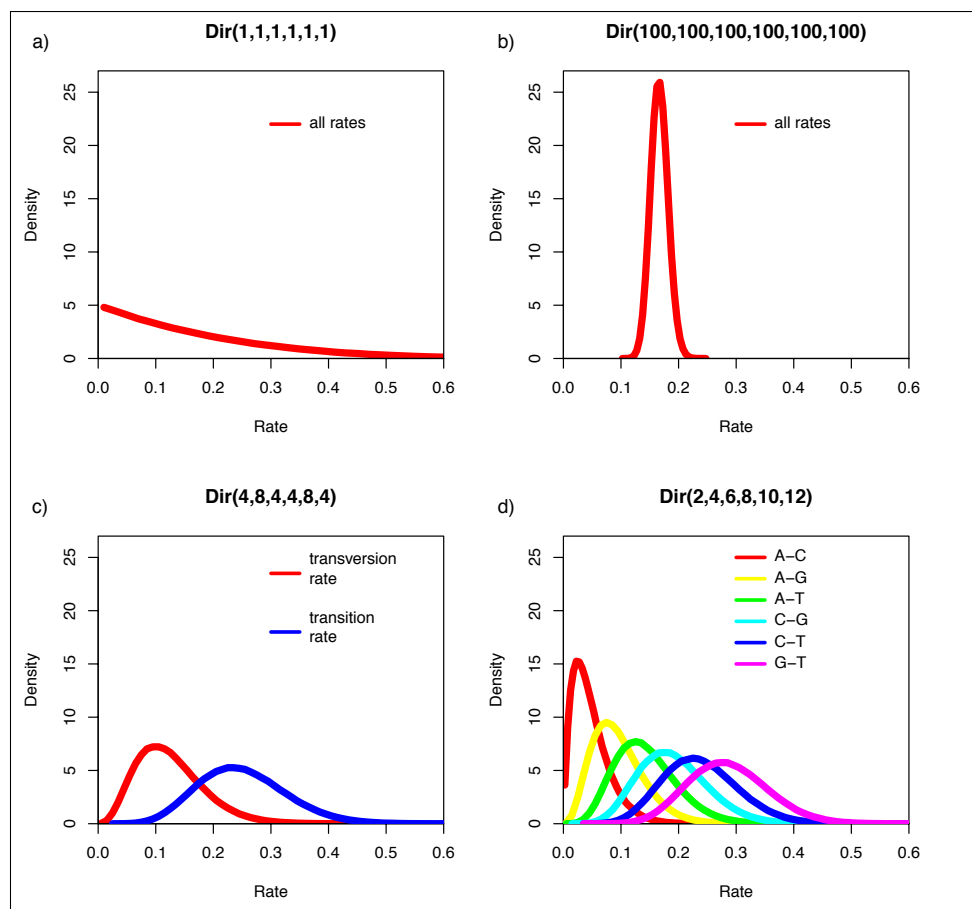 a)
Dir(1,1,1,1,1,1)
all rates
25
20
15
10
5
0
Density
0.0 0.1 0.2 0.3 0.4 0.5 0.6
Rate
b)
Dir(100,100,100,100,100,100)
all rates
25
20
15
10
5
0
Density
0.0 0.1 0.2 0.3 0.4 0.5 0.6
Rate
c)
Dir(4,8,4,4,8,4)
transversion
rate
transition
rate
25
20
15
10
5
0
Density
0.0 0.1 0.2 0.3 0.4 0.5 0.6
Rate
d)
Dir(2,4,6,8,10,12)
A−C
A−G
A−T
C−G
C−T
G−T
25
20
15
10
5
0
Density
0.0 0.1 0.2 0.3 0.4 0.5 0.6
Rate